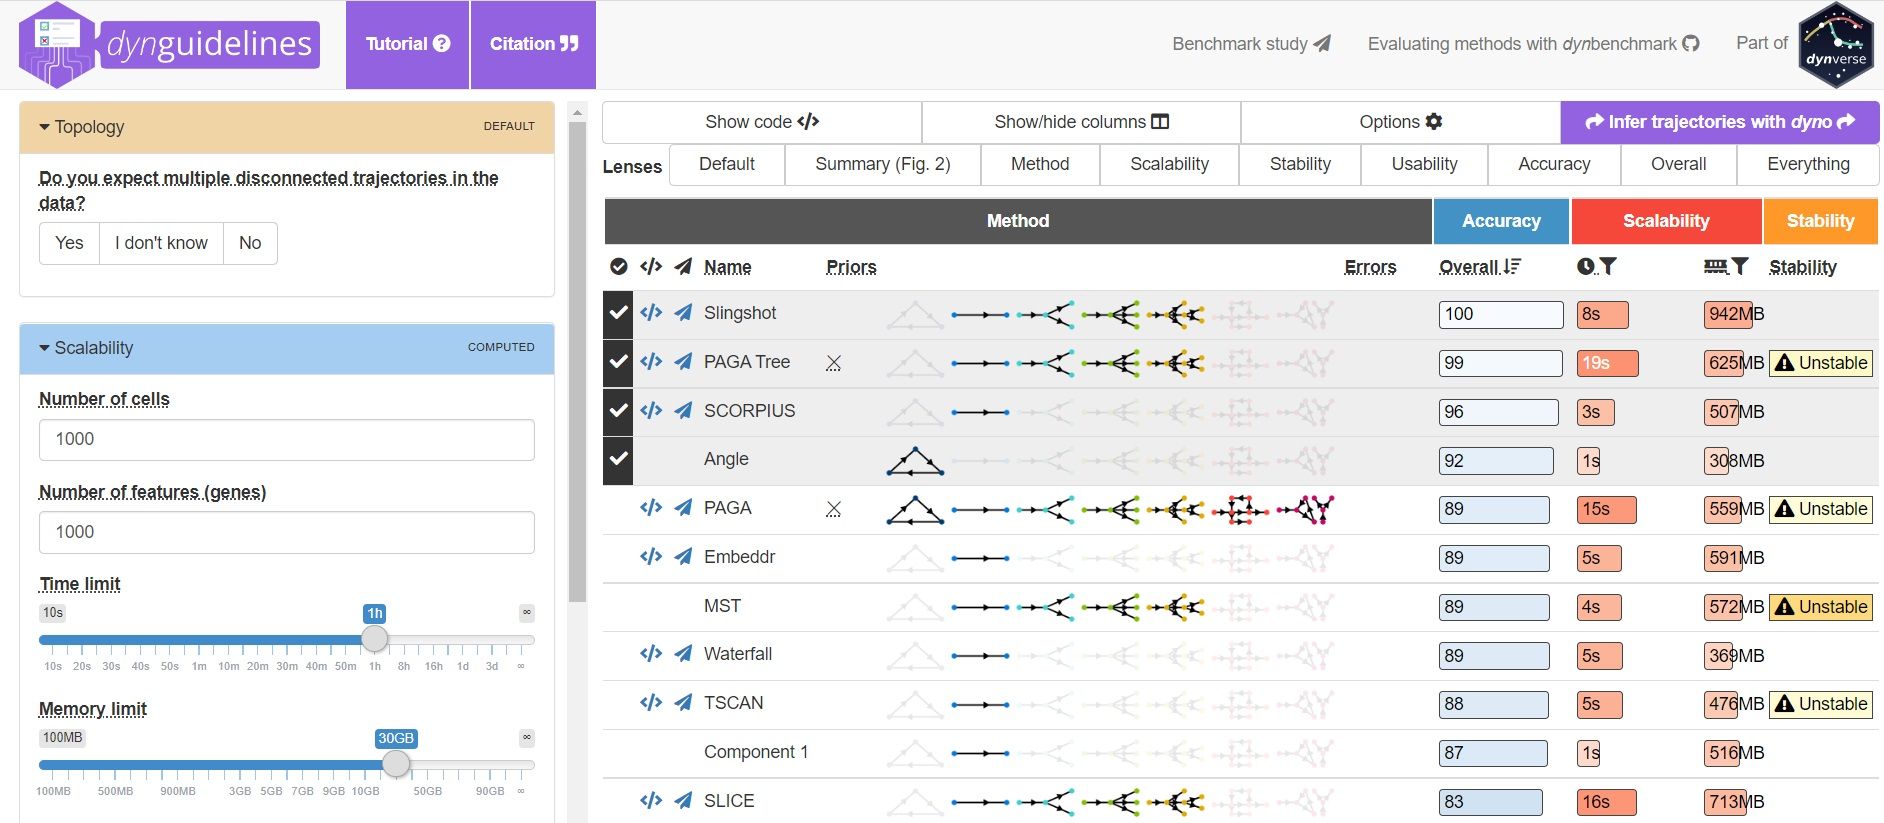 dynguidelines
Tutorial
Citation
Benchmark study
Evaluating methods with dynbenchmark
Part of
dynverse
Topology
DEFAULT
Do you expect multiple disconnected trajectories in the
data?
Yes
I don't know
No
Scalability
COMPUTED
Number of cells
1000
Number of features (genes)
1000
Time limit
10s
1h
∞
10s 20s 30s 40s 50s 1m 10m 20m 30m 40m 50m 1h 8h 16h 1d 3d ∞
Memory limit
100MB
30GB
∞
100MB 500MB 900MB 3GB 5GB 7GB 9GB 10GB 50GB 90GB ∞
Show code </>
Show/hide columns
Options
Infer trajectories with dyno
Lenses
Default
Summary (Fig. 2)
Method
Scalability
Stability
Usability
Accuracy
Overall
Everything
Method
Accuracy
Scalability
Stability
</> Name Priors Errors Overall Stability
</> Slingshot 100 8s 942MB
</> PAGA Tree 99 19s 625MB Unstable
</> SCORPIUS 96 3s 507MB
Angle 92 1s 308MB
</> PAGA 89 15s 559MB Unstable
</> Embeddr 89 5s 591MB
MST 89 4s 572MB Unstable
</> Waterfall 89 5s 369MB
</> TSCAN 88 5s 476MB Unstable
Component 1 87 1s 516MB
</> SLICE 83 16s 713MB